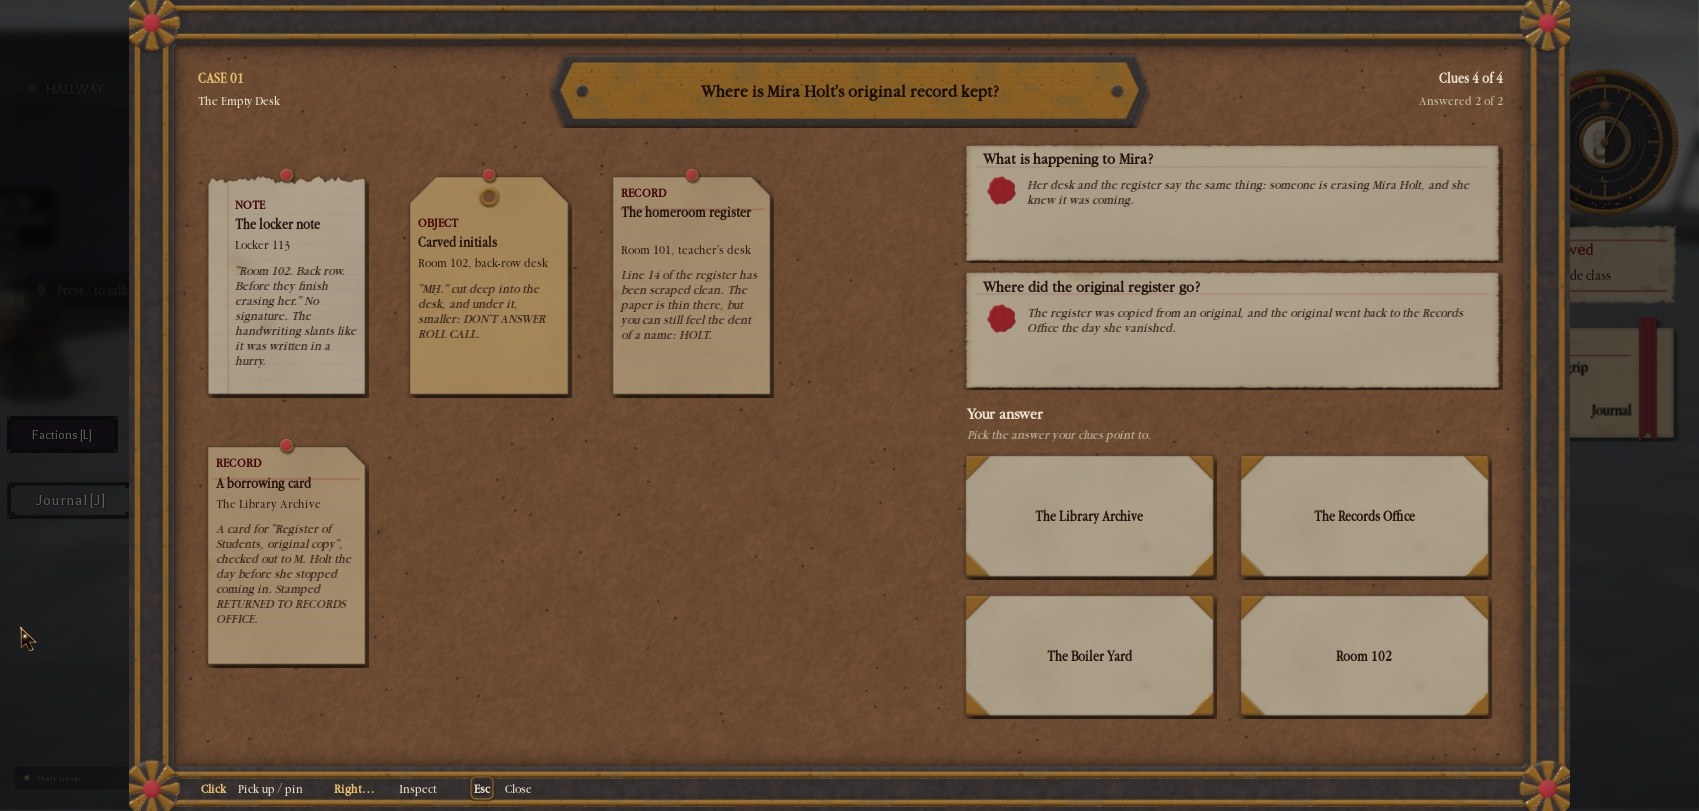 CASE 01
The Empty Desk
Where is Mira Holt's original record kept?
Clues 4 of 4
Answered 2 of 2
HALLWAY
NOTE
The locker note
Locker 113
"Room 102. Back row.
Before they finish
erasing her." No
signature. The
handwriting slants like
it was written in a
hurry.
OBJECT
Carved initials
Room 102, back-row desk
"MH." cut deep into the
desk, and under it,
smaller: DON'T ANSWER
ROLL CALL.
RECORD
The homeroom register
Room 101, teacher's desk
Line 14 of the register has
been scraped clean. The
paper is thin there, but
you can still feel the dent
of a name: HOLT.
RECORD
A borrowing card
The Library Archive
A card for "Register of
Students, original copy",
checked out to M. Holt the
day before she stopped
coming in. Stamped
RETURNED TO RECORDS
OFFICE.
What is happening to Mira?
Her desk and the register say the same thing: someone is erasing Mira Holt, and she
knew it was coming.
Where did the original register go?
The register was copied from an original, and the original went back to the Records
Office the day she vanished.
Your answer
Pick the answer your clues point to.
The Library Archive
The Records Office
The Boiler Yard
Room 102
Press / to talk
Factions [L]
Journal [J]
ved
de class
grip
Journal
Click Pick up / pin Right... Inspect Esc Close